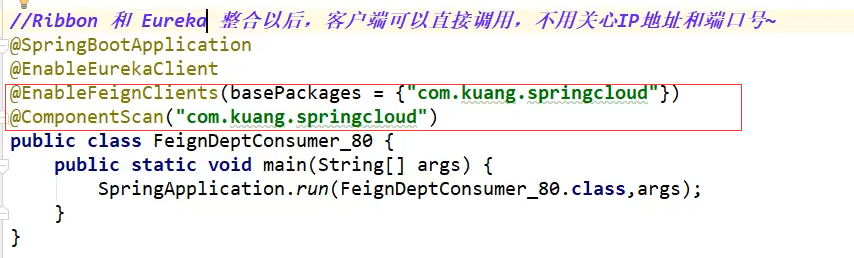 //Ribbon 和 Eureka 整合以后，客户端可以直接调用，不用关心IP地址和端口号~
@SpringBootApplication
@EnableEurekaClient
@EnableFeignClients(basePackages = {"com.kuang.springcloud"})
@ComponentScan("com.kuang.springcloud")
public class FeignDeptConsumer_80 {
    public static void main(String[] args) {
        SpringApplication.run(FeignDeptConsumer_80.class,args);
    }
}